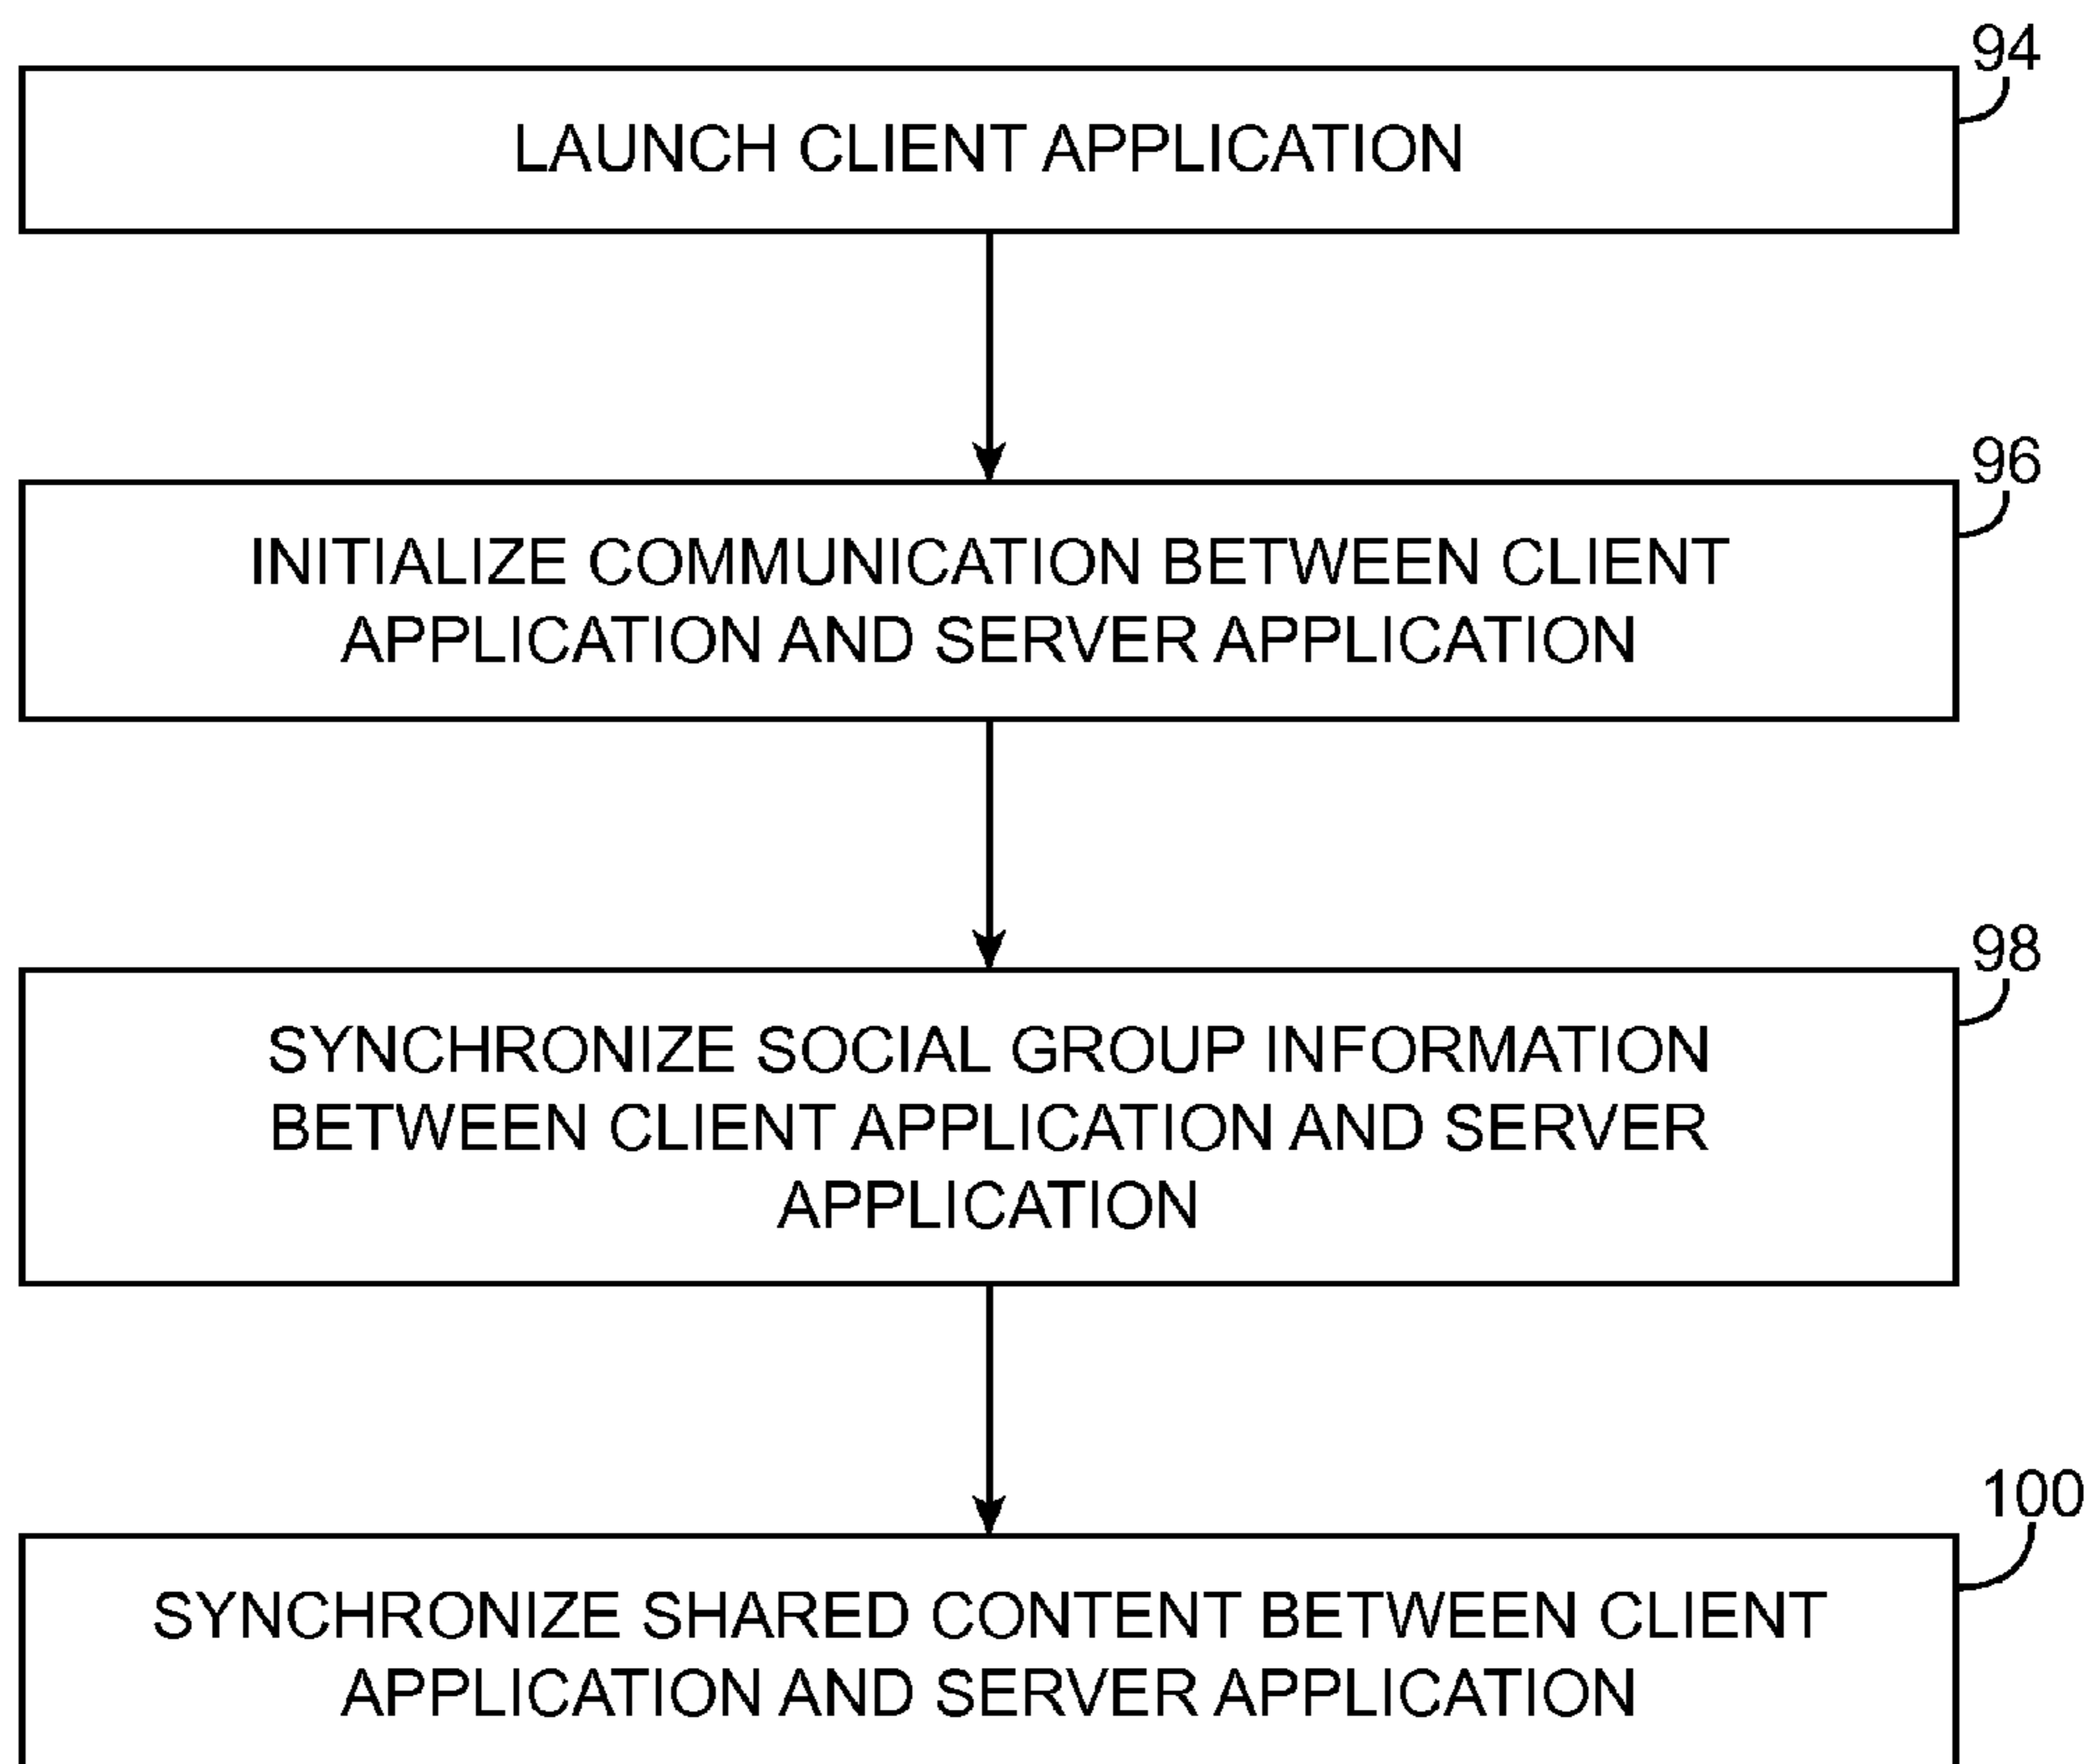 94
LAUNCH CLIENT APPLICATION
96
INITIALIZE COMMUNICATION BETWEEN CLIENT
APPLICATION AND SERVER APPLICATION
98
SYNCHRONIZE SOCIAL GROUP INFORMATION
BETWEEN CLIENT APPLICATION AND SERVER
APPLICATION
100
SYNCHRONIZE SHARED CONTENT BETWEEN CLIENT
APPLICATION AND SERVER APPLICATION